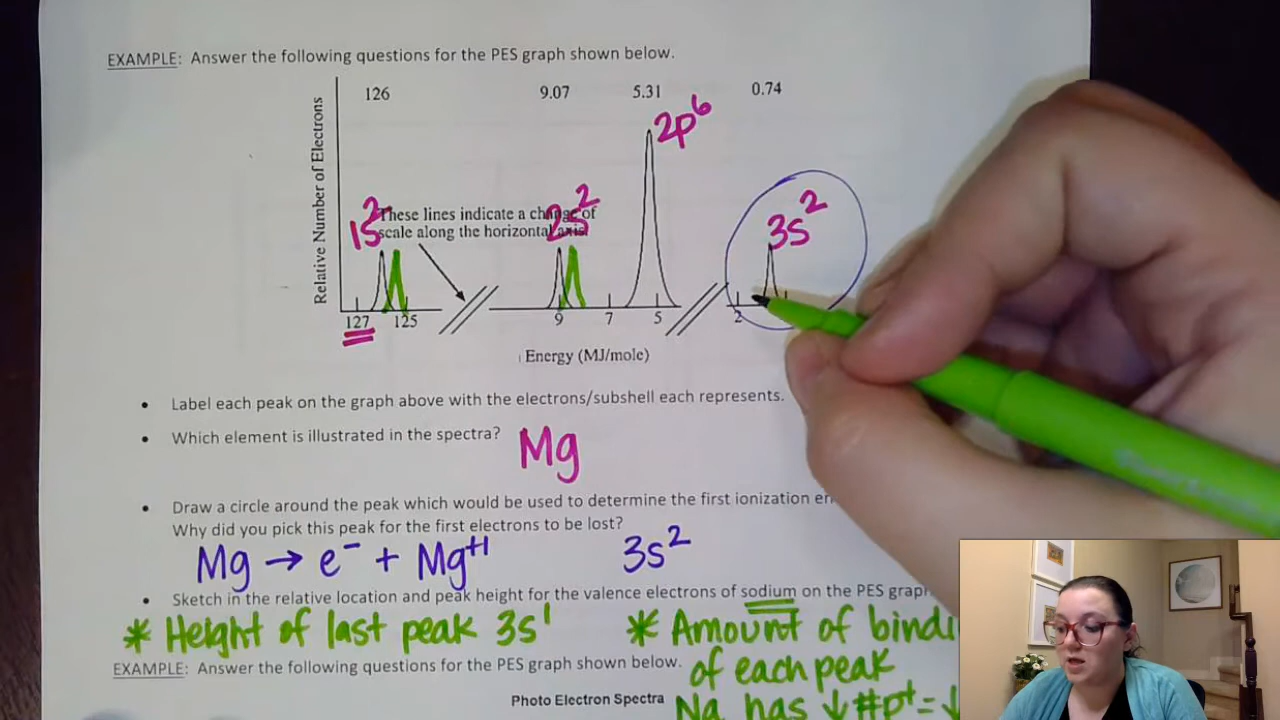 EXAMPLE: Answer the following questions for the PES graph shown below.
126 9.07 5.31 0.74
Relative Number of Electrons
2p⁶
1s² 2s² 3s²
These lines indicate a change of
scale along the horizontal axis.
127 125 9 7 5 2
Energy (MJ/mole)
• Label each peak on the graph above with the electrons/subshell each represents.
• Which element is illustrated in the spectra? Mg
• Draw a circle around the peak which would be used to determine the first ionization
Why did you pick this peak for the first electrons to be lost?
Mg → e⁻ + Mg⁺¹ 3s²
• Sketch in the relative location and peak height for the valence electrons of sodium on the PES
* Height of last peak 3s¹ * Amount of
of each peak
Na has ↓ #p⁺ = ↓
EXAMPLE: Answer the following questions for the PES graph shown below.
Photo Electron Spectra